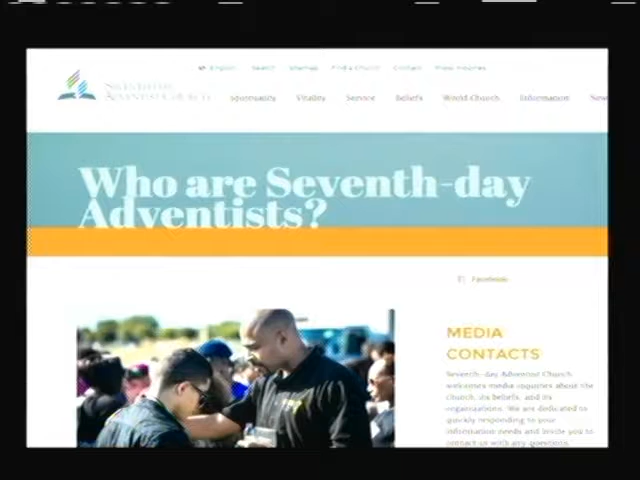 English Search Sitemap Find a Church Contact Press Inquiries
SEVENTH-DAY
ADVENTIST CHURCH
Spirituality Vitality Service Beliefs World Church Information
Who are Seventh-day
Adventists?
Facebook
MEDIA
CONTACTS
Seventh-day Adventist Church
welcomes media inquiries about the
church, its beliefs, and its
organizations. We are dedicated to
quickly responding to your
information needs and invite you to
contact us with any questions.